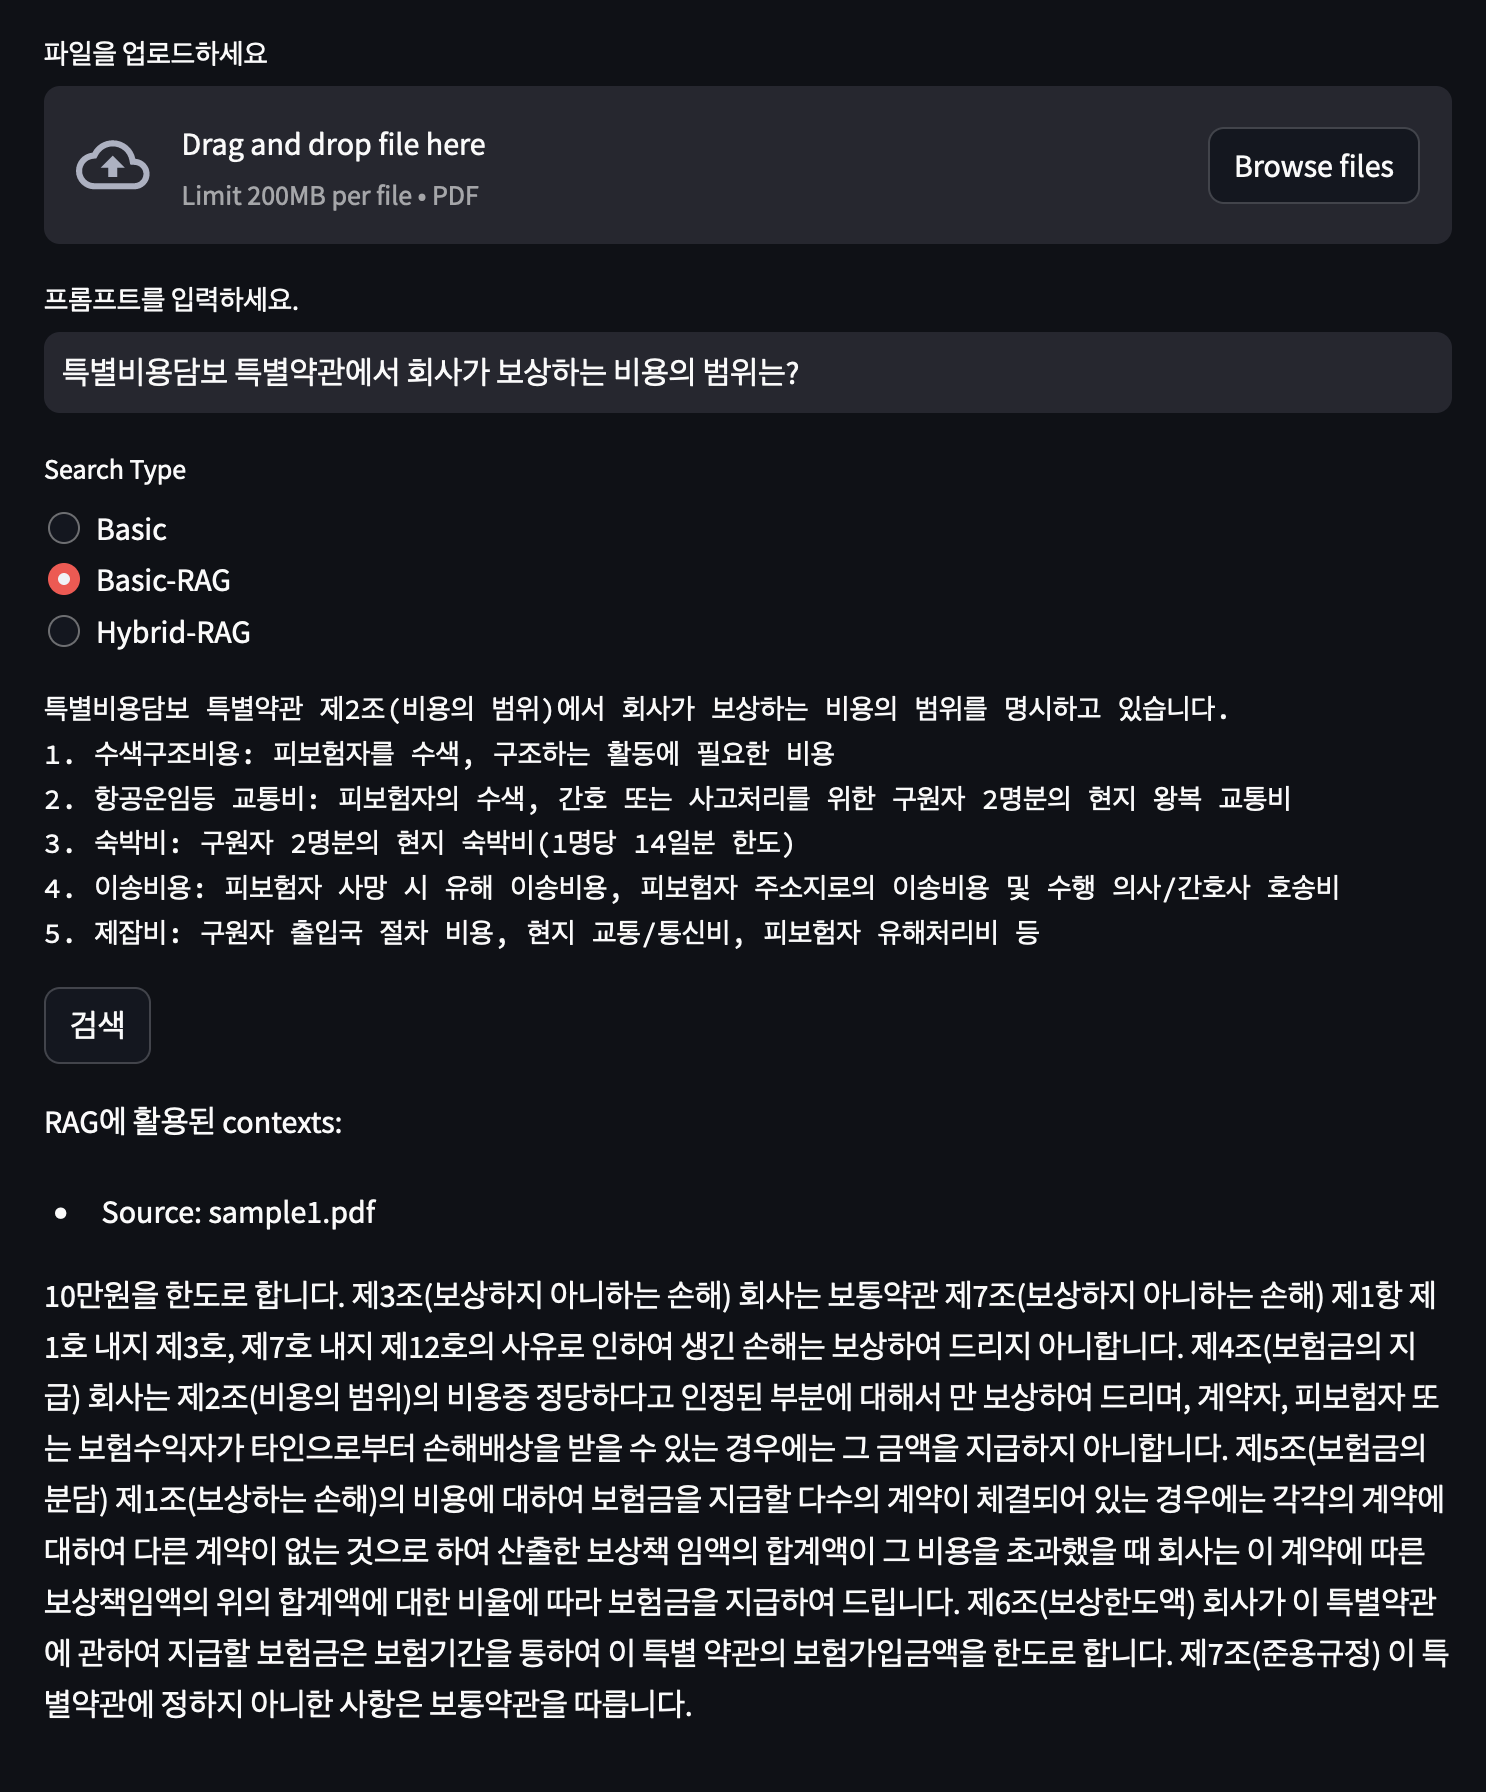 파일을 업로드하세요
Drag and drop file here
Limit 200MB per file • PDF
Browse files
프롬프트를 입력하세요.
특별비용담보 특별약관에서 회사가 보상하는 비용의 범위는?
Search Type
Basic
Basic-RAG
Hybrid-RAG
특별비용담보 특별약관 제2조(비용의 범위)에서 회사가 보상하는 비용의 범위를 명시하고 있습니다.
1. 수색구조비용: 피보험자를 수색, 구조하는 활동에 필요한 비용
2. 항공운임등 교통비: 피보험자의 수색, 간호 또는 사고처리를 위한 구원자 2명분의 현지 왕복 교통비
3. 숙박비: 구원자 2명분의 현지 숙박비(1명당 14일분 한도)
4. 이송비용: 피보험자 사망 시 유해 이송비용, 피보험자 주소지로의 이송비용 및 수행 의사/간호사 호송비
5. 제잡비: 구원자 출입국 절차 비용, 현지 교통/통신비, 피보험자 유해처리비 등
검색
RAG에 활용된 contexts:
• Source: sample1.pdf
10만원을 한도로 합니다. 제3조(보상하지 아니하는 손해) 회사는 보통약관 제7조(보상하지 아니하는 손해) 제1항 제
1호 내지 제3호, 제7호 내지 제12호의 사유로 인하여 생긴 손해는 보상하여 드리지 아니합니다. 제4조(보험금의 지
급) 회사는 제2조(비용의 범위)의 비용중 정당하다고 인정된 부분에 대해서 만 보상하여 드리며, 계약자, 피보험자 또
는 보험수익자가 타인으로부터 손해배상을 받을 수 있는 경우에는 그 금액을 지급하지 아니합니다. 제5조(보험금의
분담) 제1조(보상하는 손해)의 비용에 대하여 보험금을 지급할 다수의 계약이 체결되어 있는 경우에는 각각의 계약에
대하여 다른 계약이 없는 것으로 하여 산출한 보상책 임액의 합계액이 그 비용을 초과했을 때 회사는 이 계약에 따른
보상책임액의 위의 합계액에 대한 비율에 따라 보험금을 지급하여 드립니다. 제6조(보상한도액) 회사가 이 특별약관
에 관하여 지급할 보험금은 보험기간을 통하여 이 특별 약관의 보험가입금액을 한도로 합니다. 제7조(준용규정) 이 특
별약관에 정하지 아니한 사항은 보통약관을 따릅니다.